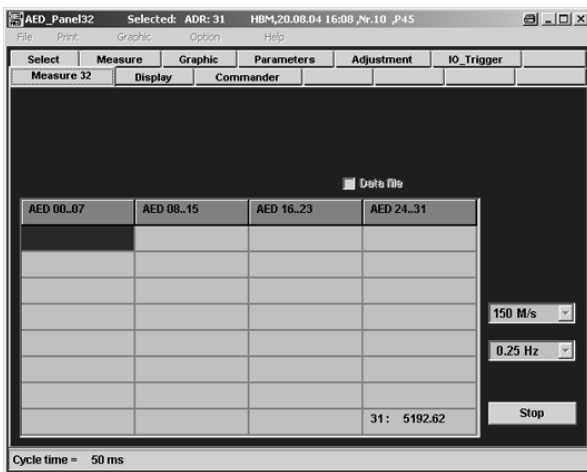 AED_Panel32 Selected: ADR: 31 HBM,20.08.04 16:08 ,Nr.10 ,P45
File Print Graphic Option Help
Select Measure Graphic Parameters Adjustment IO_Trigger
Measure 32 Display Commander
Data file
AED 00..07 AED 08..15 AED 16..23 AED 24..31
150 M/s
0.25 Hz
31: 5192.62
Stop
Cycle time = 50 ms